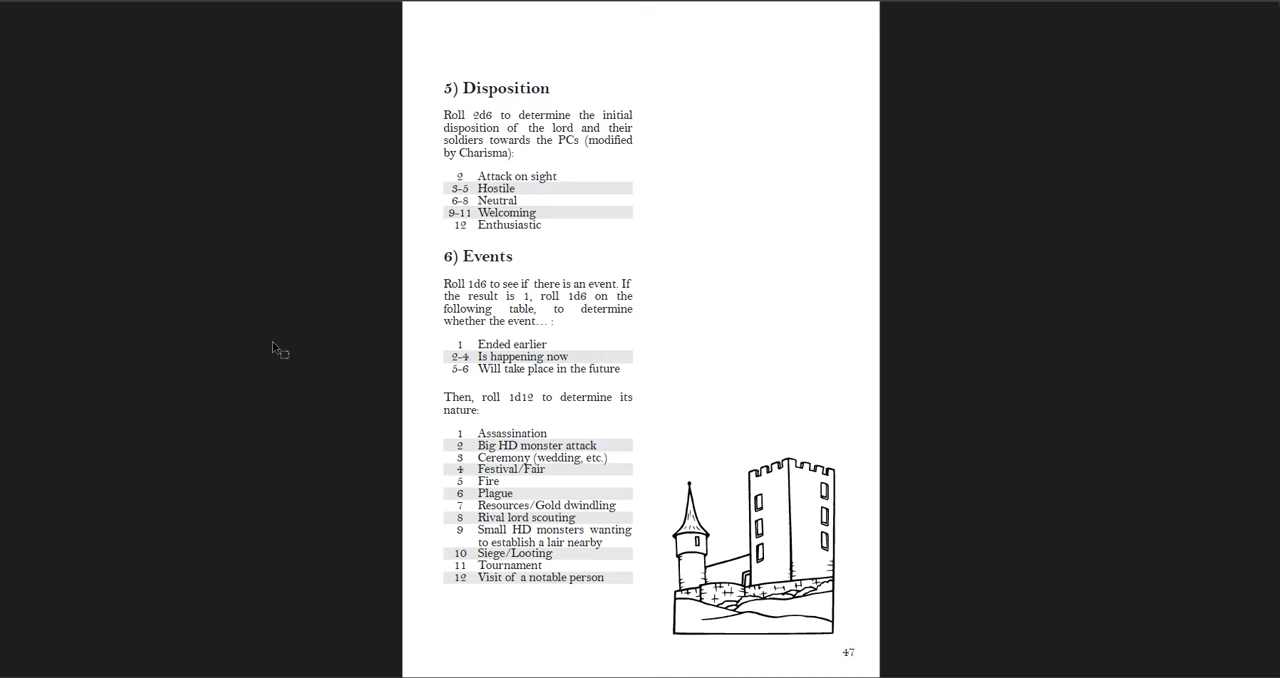 5) Disposition
Roll 2d6 to determine the initial
disposition of the lord and their
soldiers towards the PCs (modified
by Charisma):
2 Attack on sight
3-5 Hostile
6-8 Neutral
9-11 Welcoming
12 Enthusiastic
6) Events
Roll 1d6 to see if there is an event. If
the result is 1, roll 1d6 on the
following table, to determine
whether the event… :
1 Ended earlier
2-4 Is happening now
5-6 Will take place in the future
Then, roll 1d12 to determine its
nature:
1 Assassination
2 Big HD monster attack
3 Ceremony (wedding, etc.)
4 Festival/Fair
5 Fire
6 Plague
7 Resources/Gold dwindling
8 Rival lord scouting
9 Small HD monsters wanting
to establish a lair nearby
10 Siege/Looting
11 Tournament
12 Visit of a notable person
47